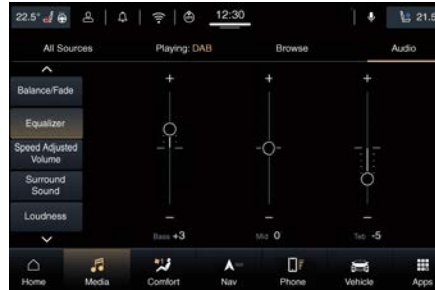 22.5°
12:30
21.5
All Sources
Playing: DAB
Browse
Audio
Balance/Fade
Equalizer
Speed Adjusted
Volume
Surround
Sound
Loudness
+
+
+
−
−
−
Bass +3
Mid 0
Teb -5
Home
Media
Comfort
Nav
Phone
Vehicle
Apps